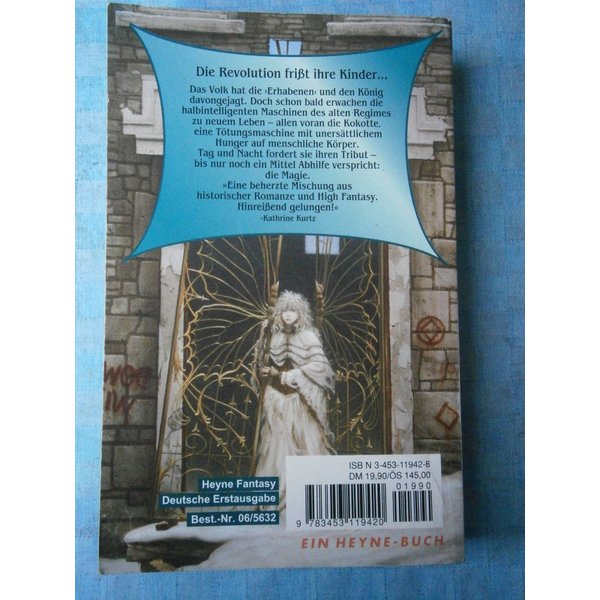 Die Revolution frißt ihre Kinder...
Das Volk hat die ›Erhabenen‹ und den König
davongejagt. Doch schon bald erwachen die
halbintelligenten Maschinen des alten Regimes
zu neuem Leben – allen voran die Kokotte,
eine Tötungsmaschine mit unersättlichem
Hunger auf menschliche Körper.
Tag und Nacht fordert sie ihren Tribut –
bis nur noch ein Mittel Abhilfe verspricht:
die Magie.
»Eine beherzte Mischung aus
historischer Romanze und High Fantasy.
Hinreißend gelungen!«
-Kathrine Kurtz
Heyne Fantasy
Deutsche Erstausgabe
Best.-Nr. 06/5632
ISBN 3-453-11942-8
DM 19,90/ÖS 145,00
01990
9 783453 119420
EIN HEYNE-BUCH